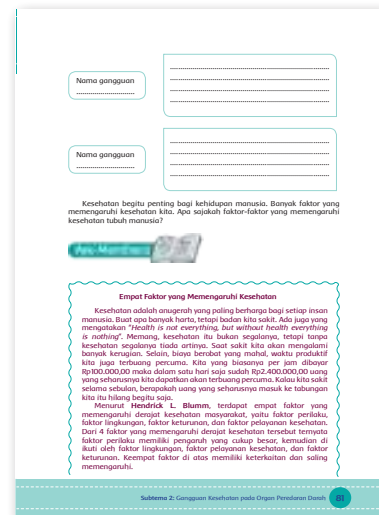 Nama gangguan
..............................
................................................................................
................................................................................
................................................................................
................................................................................
Nama gangguan
..............................
................................................................................
................................................................................
................................................................................
................................................................................
Kesehatan begitu penting bagi kehidupan manusia. Banyak faktor yang
memengaruhi kesehatan kita. Apa sajakah faktor-faktor yang memengaruhi
kesehatan tubuh manusia?
Ayo Membaca
Empat Faktor yang Memengaruhi Kesehatan
Kesehatan adalah anugerah yang paling berharga bagi setiap insan
manusia. Buat apa banyak harta, tetapi badan kita sakit. Ada juga yang
mengatakan "Health is not everything, but without health everything
is nothing". Memang, kesehatan itu bukan segalanya, tetapi tanpa
kesehatan segalanya tiada artinya. Saat sakit kita akan mengalami
banyak kerugian. Selain, biaya berobat yang mahal, waktu produktif
kita juga terbuang percuma. Kita yang biasanya per jam dibayar
Rp100.000,00 maka dalam satu hari saja sudah Rp2.400.000,00 uang
yang seharusnya kita dapatkan akan terbuang percuma. Kalau kita sakit
selama sebulan, berapakah uang yang seharusnya masuk ke tabungan
kita itu hilang begitu saja.
Menurut Hendrick L. Blumm, terdapat empat faktor yang
memengaruhi derajat kesehatan masyarakat, yaitu faktor perilaku,
faktor lingkungan, faktor keturunan, dan faktor pelayanan kesehatan.
Dari 4 faktor yang memengaruhi derajat kesehatan tersebut ternyata
faktor perilaku memiliki pengaruh yang cukup besar, kemudian di
ikuti oleh faktor lingkungan, faktor pelayanan kesehatan, dan faktor
keturunan. Keempat faktor di atas memiliki keterkaitan dan saling
memengaruhi.
Subtema 2: Gangguan Kesehatan pada Organ Peredaran Darah 81